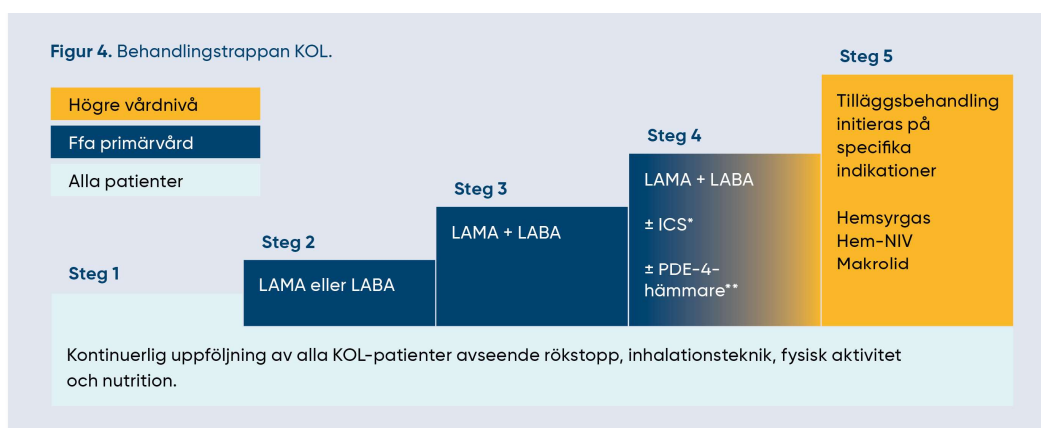 Figur 4. Behandlingstrappan KOL.
Högre vårdnivå
Ffa primärvård
Alla patienter
Steg 1
Steg 2
LAMA eller LABA
Steg 3
LAMA + LABA
Steg 4
LAMA + LABA
± ICS*
± PDE-4-
hämmare**
Steg 5
Tilläggsbehandling
initieras på
specifika
indikationer
Hemsyrgas
Hem-NIV
Makrolid
Kontinuerlig uppföljning av alla KOL-patienter avseende rökstopp, inhalationsteknik, fysisk aktivitet
och nutrition.